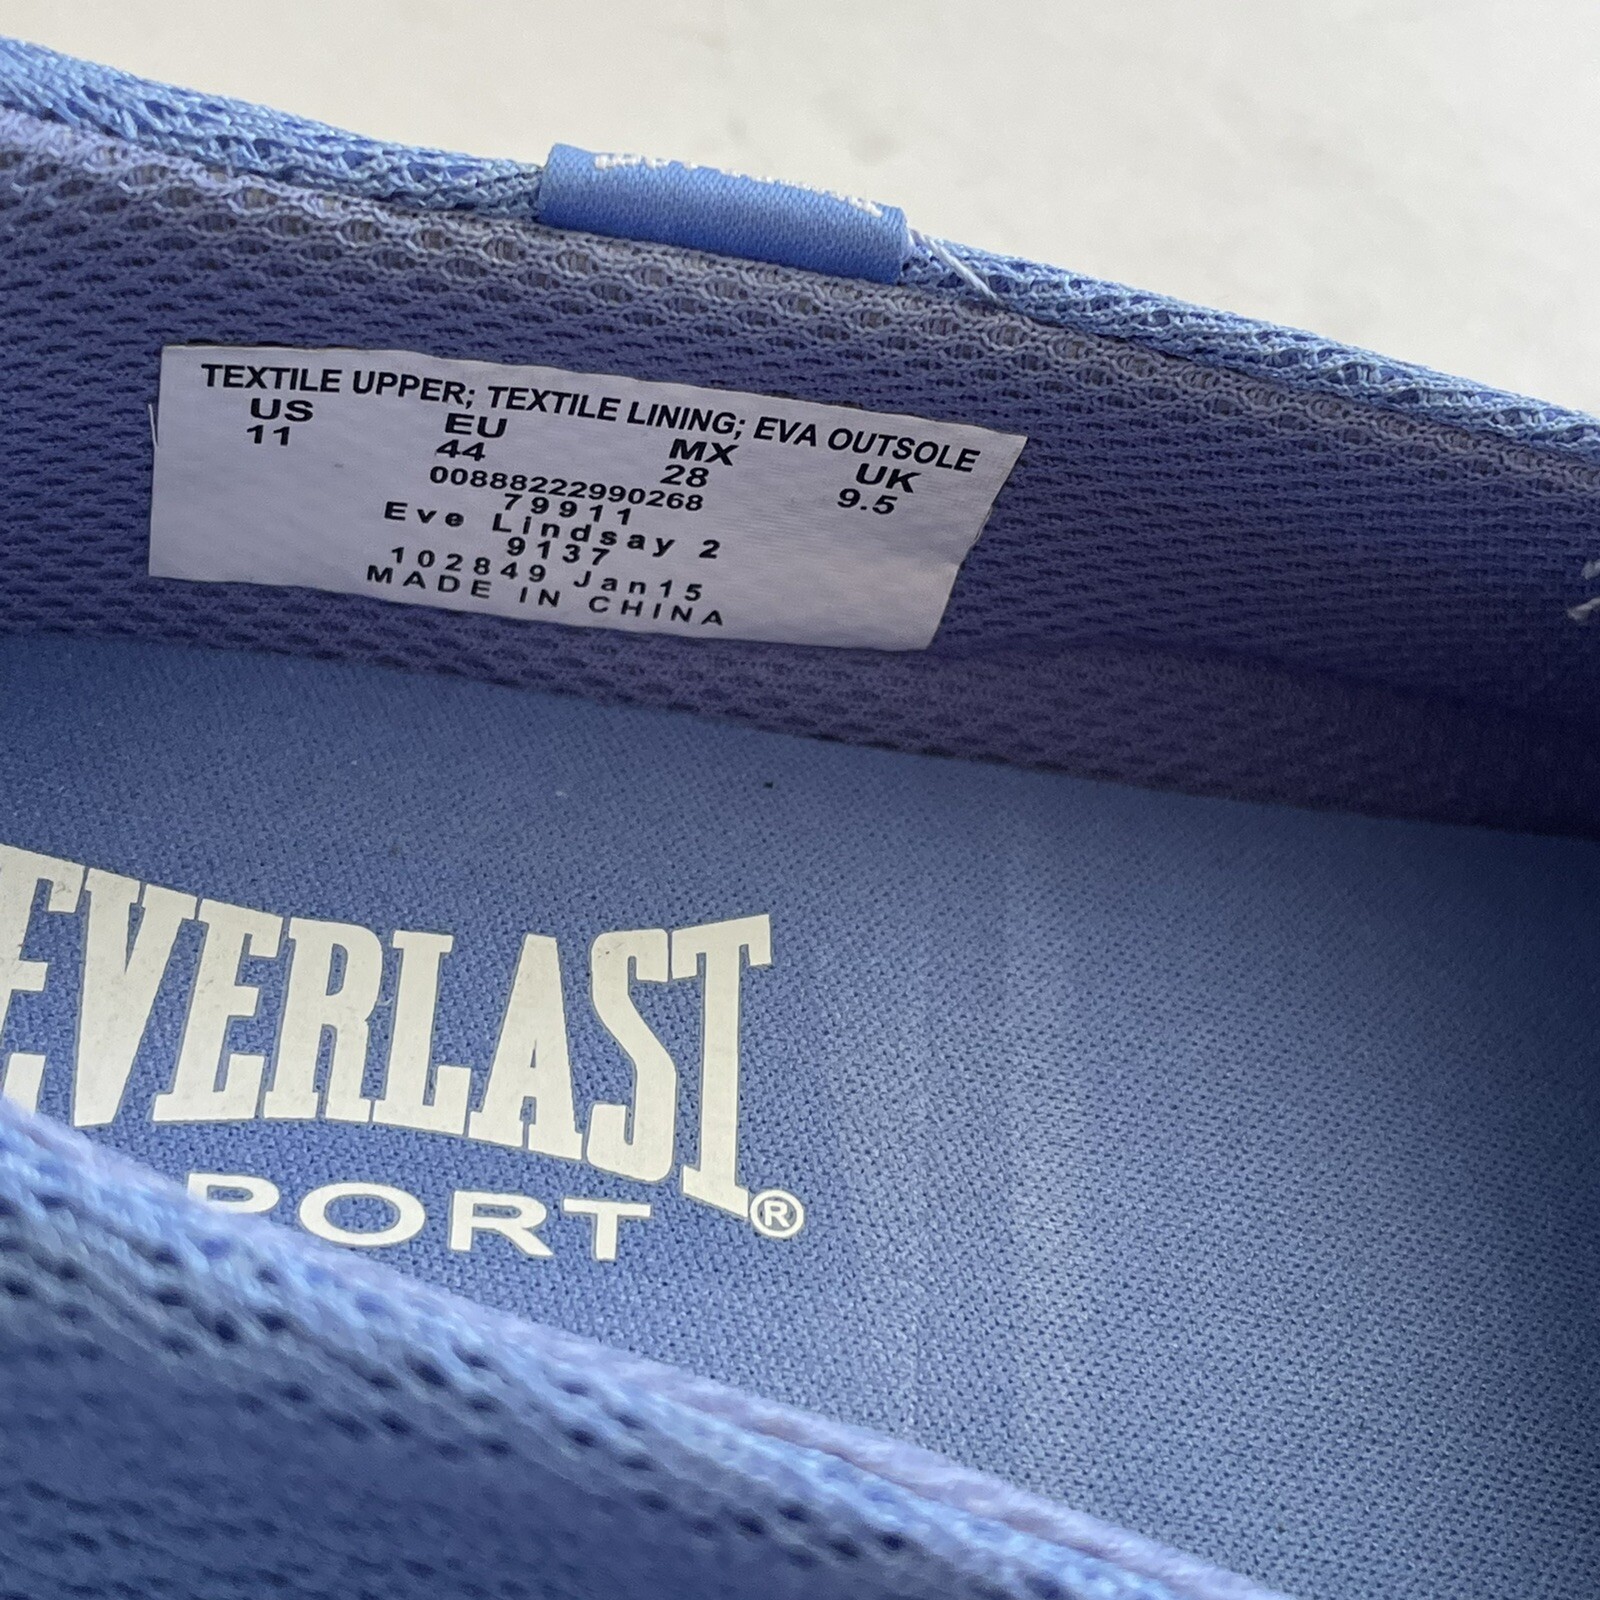 TEXTILE UPPER; TEXTILE LINING; EVA OUTSOLE
US EU MX UK
11 44 28 9.5
00888222990268
79911
Eve Lindsay 2
9137
102849 Jan15
MADE IN CHINA
EVERLAST
PORT®